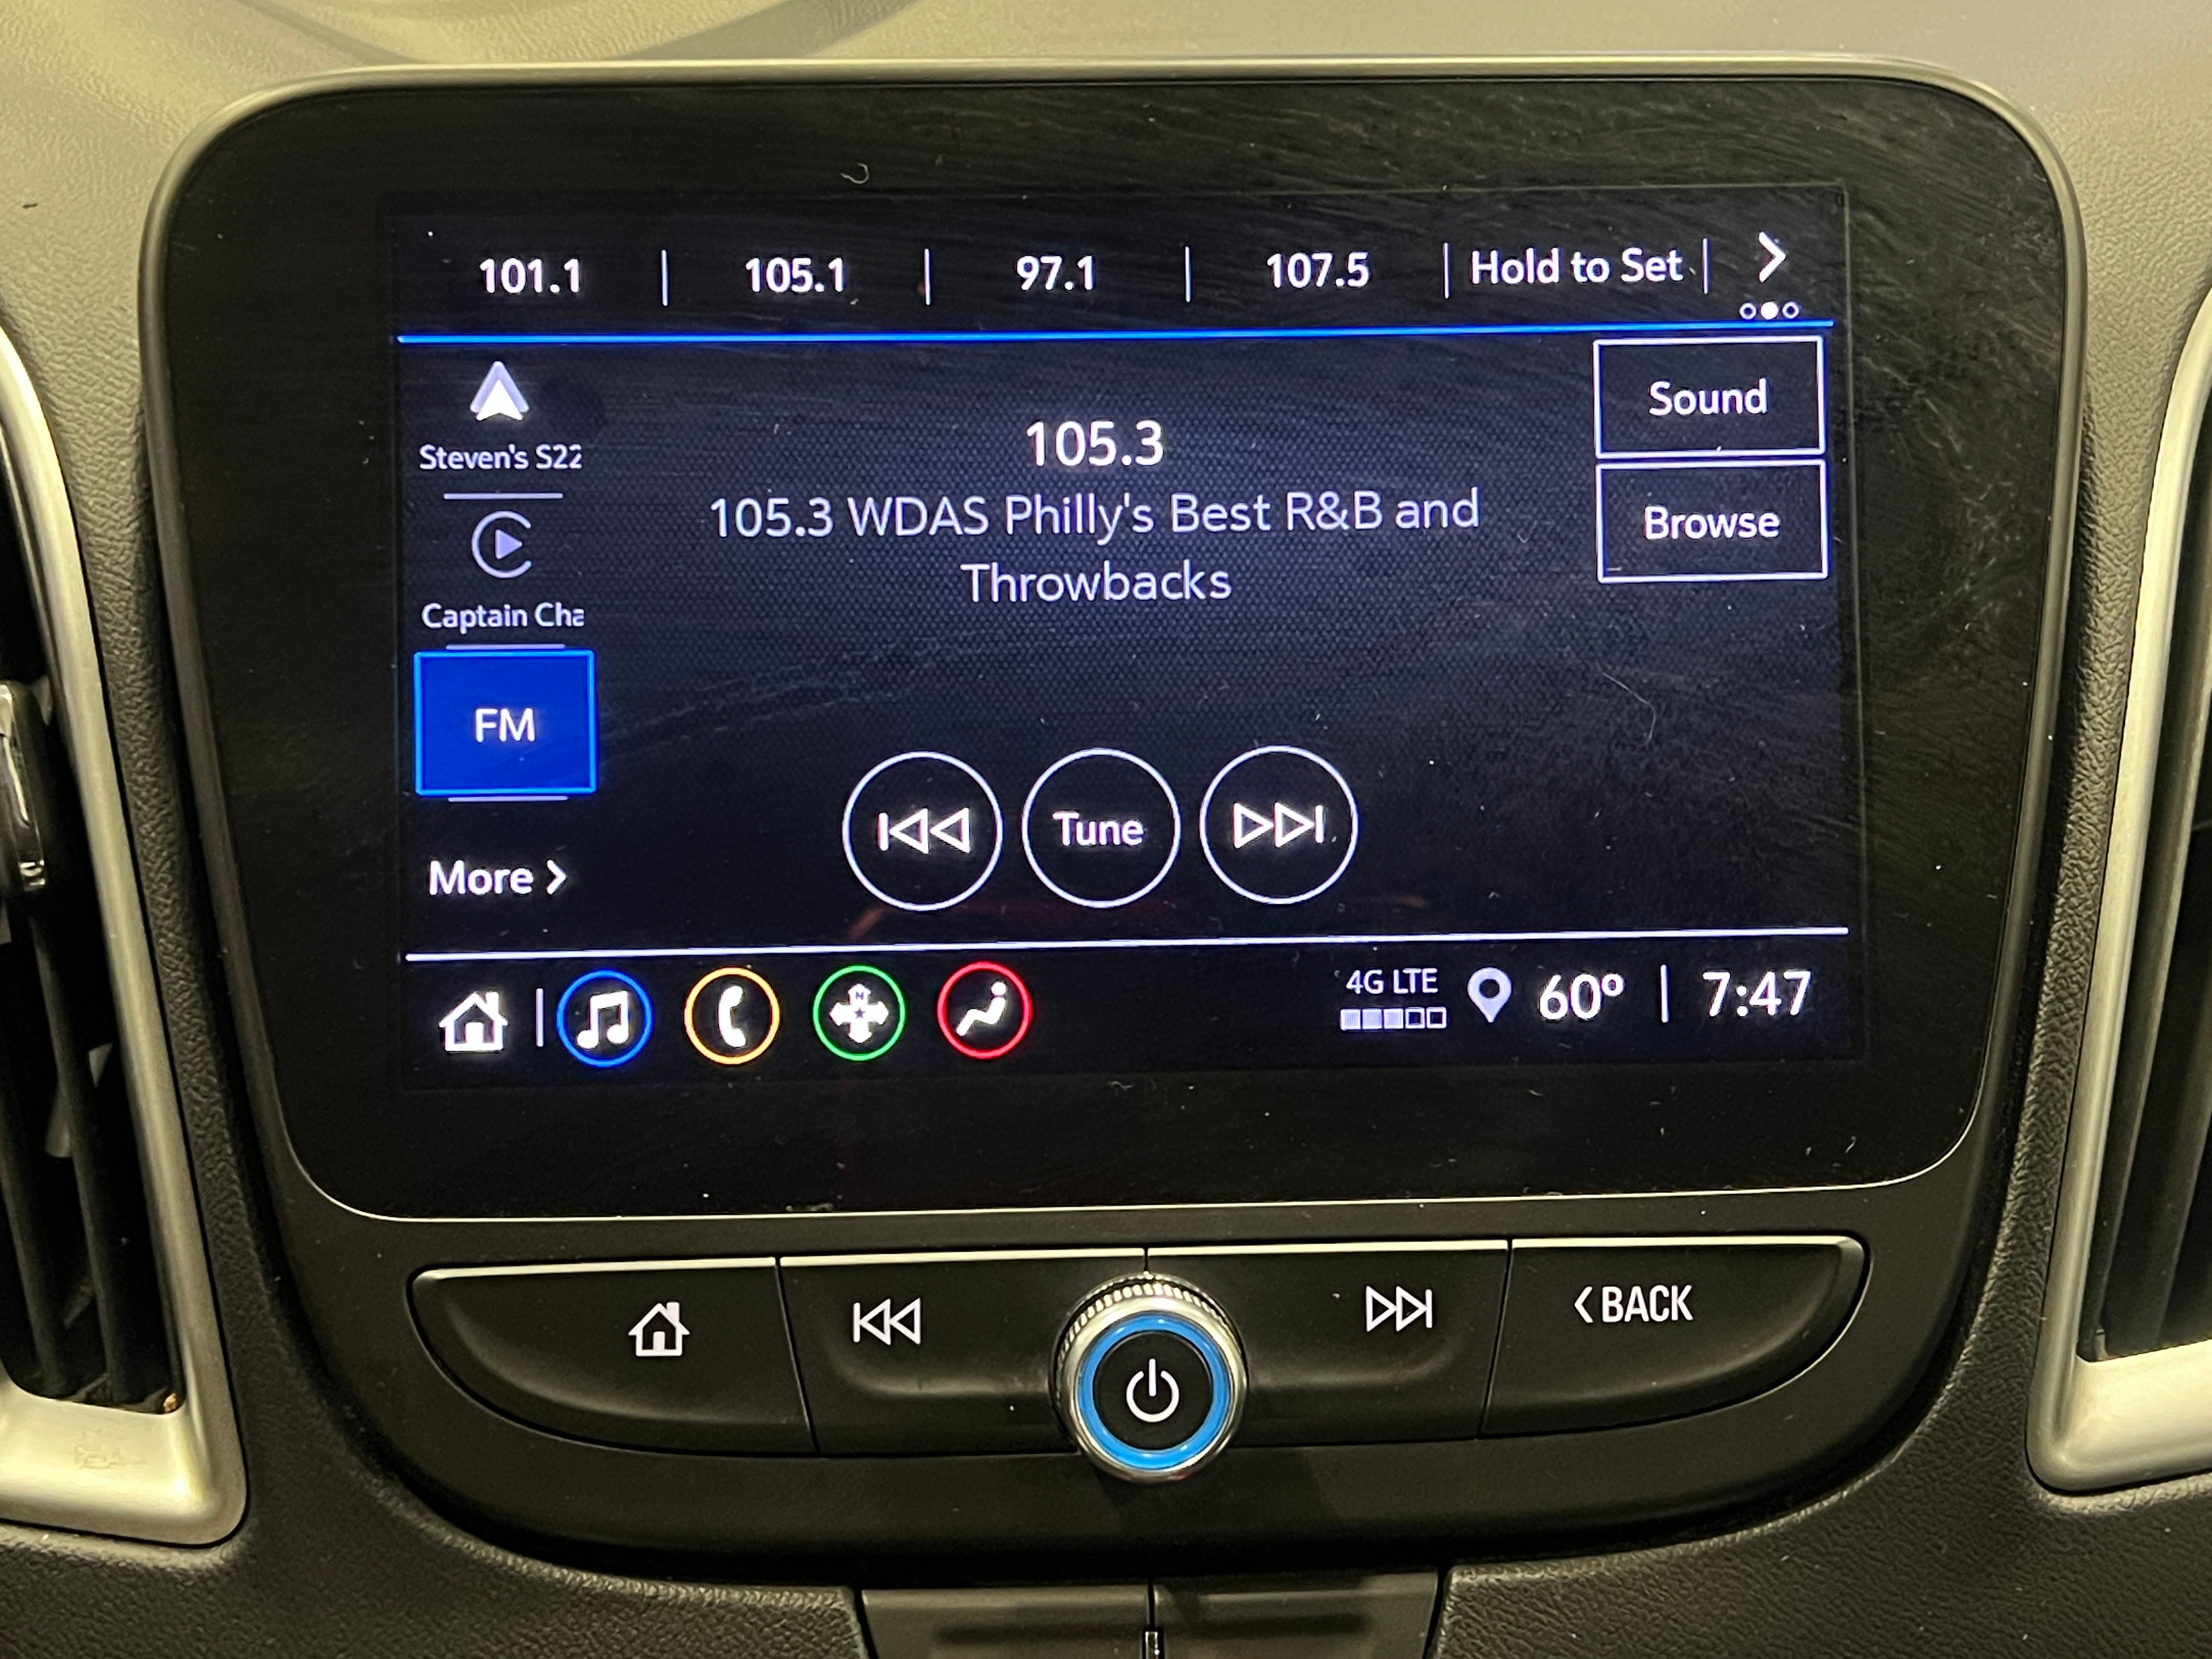 101.1 | 105.1 | 97.1 | 107.5 | Hold to Set |
Steven's S22
Sound
105.3
105.3 WDAS Philly's Best R&B and
Throwbacks
Browse
Captain Cha
FM
Tune
More
4G LTE
60° | 7:47
BACK